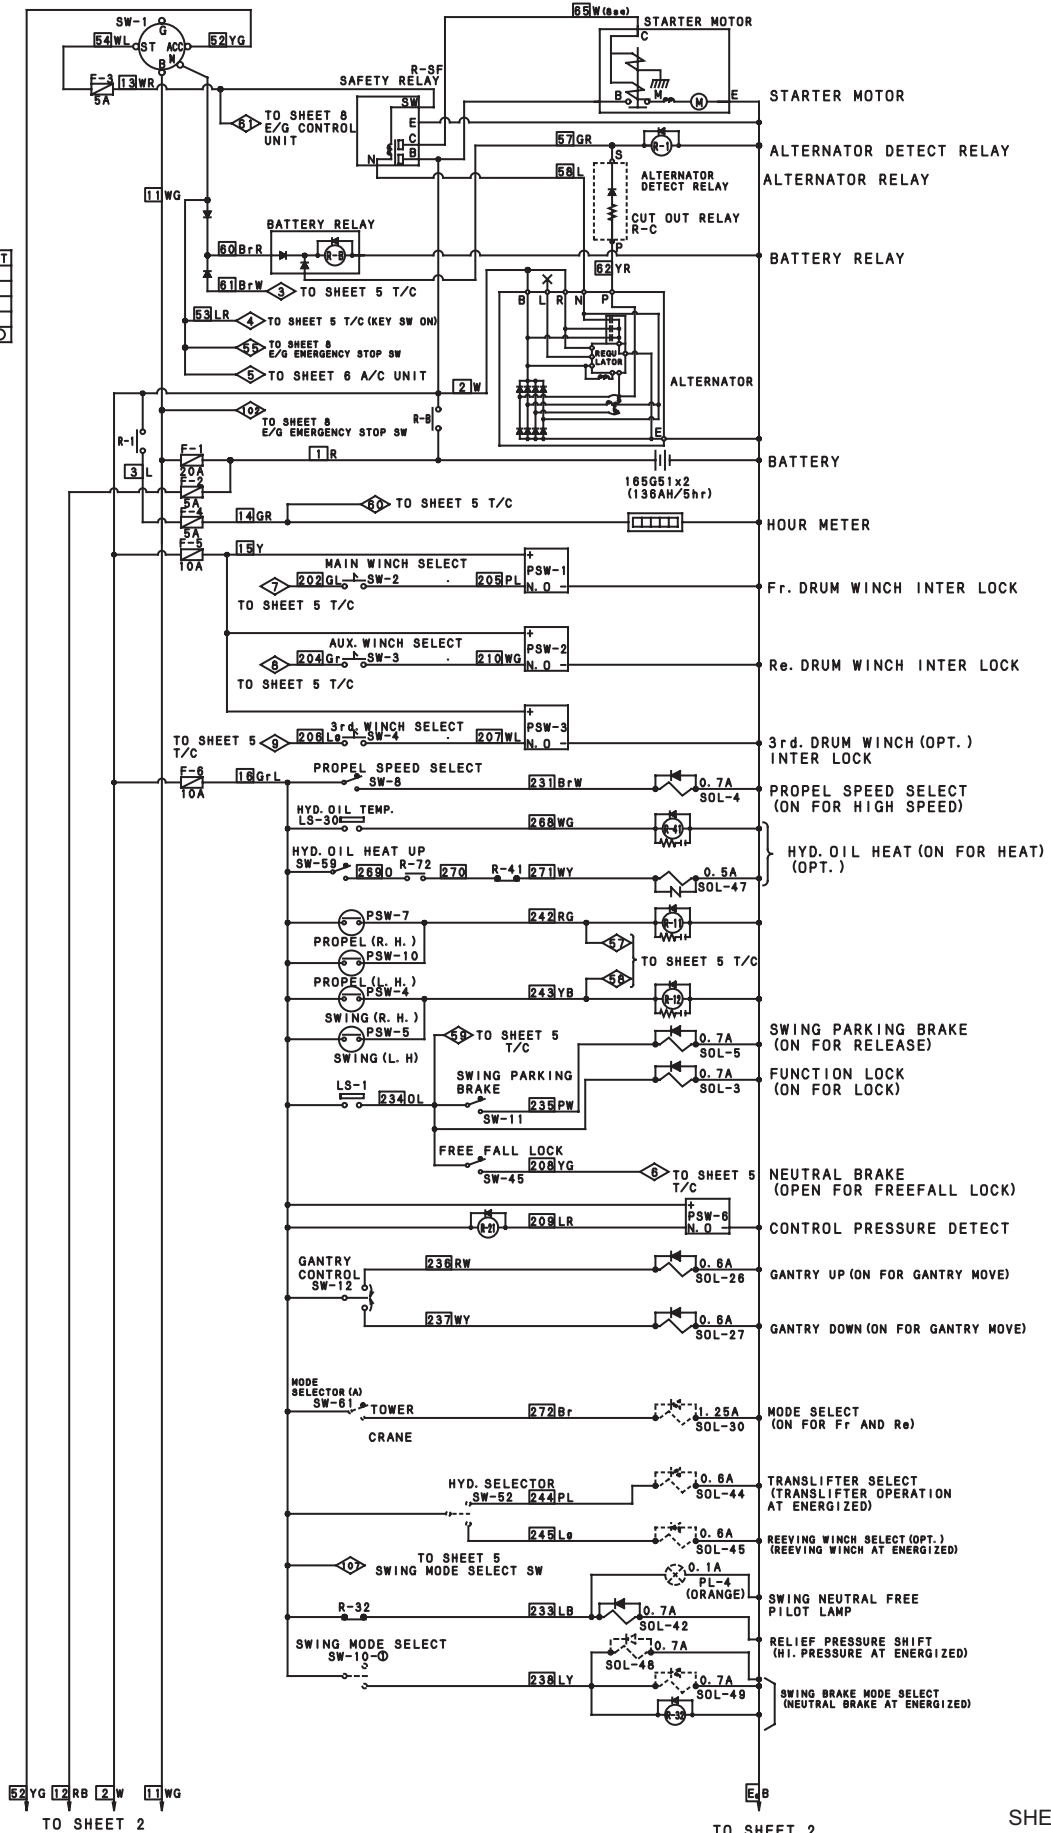 65 W(8sq)
STARTER MOTOR
SW-1
G
54 WL
ST
ACC
52 YG
C
B
N
R-SF
SAFETY RELAY
F-3
13 WR
5A
SW
B
M
M
E
STARTER MOTOR
61
TO SHEET 8
E/G CONTROL
UNIT
E
C
B
N
57 GR
R-1
ALTERNATOR DETECT RELAY
S
58 L
ALTERNATOR
DETECT RELAY
ALTERNATOR RELAY
11 WG
CUT OUT RELAY
R-C
BATTERY RELAY
P
60 BrR
R-B
BATTERY RELAY
62 YR
T
61 BrW
3
TO SHEET 5 T/C
B
L
R
N
P
53 LR
4
TO SHEET 5 T/C(KEY SW ON)
55
TO SHEET 8
E/G EMERGENCY STOP SW
REGU
LATOR
5
TO SHEET 6 A/C UNIT
2 W
ALTERNATOR
102
TO SHEET 8
E/G EMERGENCY STOP SW
R-B
E
R-1
F-1
1 R
BATTERY
3 L
20A
F-2
165G51x2
(136AH/5hr)
5A
60
TO SHEET 5 T/C
F-4
14 GR
HOUR METER
5A
F-5
15 Y
10A
MAIN WINCH SELECT
+
PSW-1
N.O -
7
202 GL
SW-2
205 PL
Fr. DRUM WINCH INTER LOCK
TO SHEET 5 T/C
AUX. WINCH SELECT
+
PSW-2
N.O -
8
204 Gr
SW-3
210 WG
Re. DRUM WINCH INTER LOCK
TO SHEET 5 T/C
3rd. WINCH SELECT
+
PSW-3
N.O -
TO SHEET 5
T/C
9
206 Lg
SW-4
207 WL
3rd. DRUM WINCH(OPT.)
INTER LOCK
F-6
16 GrL
10A
PROPEL SPEED SELECT
SW-8
231 BrW
0.7A
SOL-4
PROPEL SPEED SELECT
(ON FOR HIGH SPEED)
HYD.OIL TEMP.
LS-30
268 WG
R-41
HYD.OIL HEAT(ON FOR HEAT)
(OPT.)
HYD.OIL HEAT UP
SW-59
269 O
R-72
270
R-41
271 WY
0.5A
SOL-47
PSW-7
242 RG
R-11
PROPEL(R.H.)
PSW-10
57
TO SHEET 5 T/C
PROPEL(L.H.)
PSW-4
58
243 YB
R-12
SWING(R.H.)
PSW-5
SWING(L.H)
59
TO SHEET 5
T/C
0.7A
SOL-5
SWING PARKING BRAKE
(ON FOR RELEASE)
0.7A
SOL-3
FUNCTION LOCK
(ON FOR LOCK)
LS-1
234 OL
SWING PARKING
BRAKE
235 PW
SW-11
FREE FALL LOCK
208 YG
SW-45
6
TO SHEET 5
T/C
NEUTRAL BRAKE
(OPEN FOR FREEFALL LOCK)
R-21
209 LR
+
PSW-6
N.O -
CONTROL PRESSURE DETECT
GANTRY
CONTROL
SW-12
236 RW
0.6A
SOL-26
GANTRY UP(ON FOR GANTRY MOVE)
237 WY
0.6A
SOL-27
GANTRY DOWN(ON FOR GANTRY MOVE)
MODE
SELECTOR(A)
SW-61
TOWER
CRANE
272 Br
1.25A
SOL-30
MODE SELECT
(ON FOR Fr AND Re)
HYD.SELECTOR
SW-52
244 PL
0.6A
SOL-44
TRANSLIFTER SELECT
(TRANSLIFTER OPERATION
AT ENERGIZED)
245 Lg
0.6A
SOL-45
REEVING WINCH SELECT(OPT.)
(REEVING WINCH AT ENERGIZED)
107
TO SHEET 5
SWING MODE SELECT SW
0.1A
PL-4
(ORANGE)
SWING NEUTRAL FREE
PILOT LAMP
R-32
233 LB
0.7A
SOL-42
RELIEF PRESSURE SHIFT
(HI. PRESSURE AT ENERGIZED)
SWING MODE SELECT
SW-10-①
0.7A
SOL-48
238 LY
0.7A
SOL-49
SWING BRAKE MODE SELECT
(NEUTRAL BRAKE AT ENERGIZED)
R-32
52 YG
12 RB
2 W
11 WG
E B
TO SHEET 2
TO SHEET 2
SHE